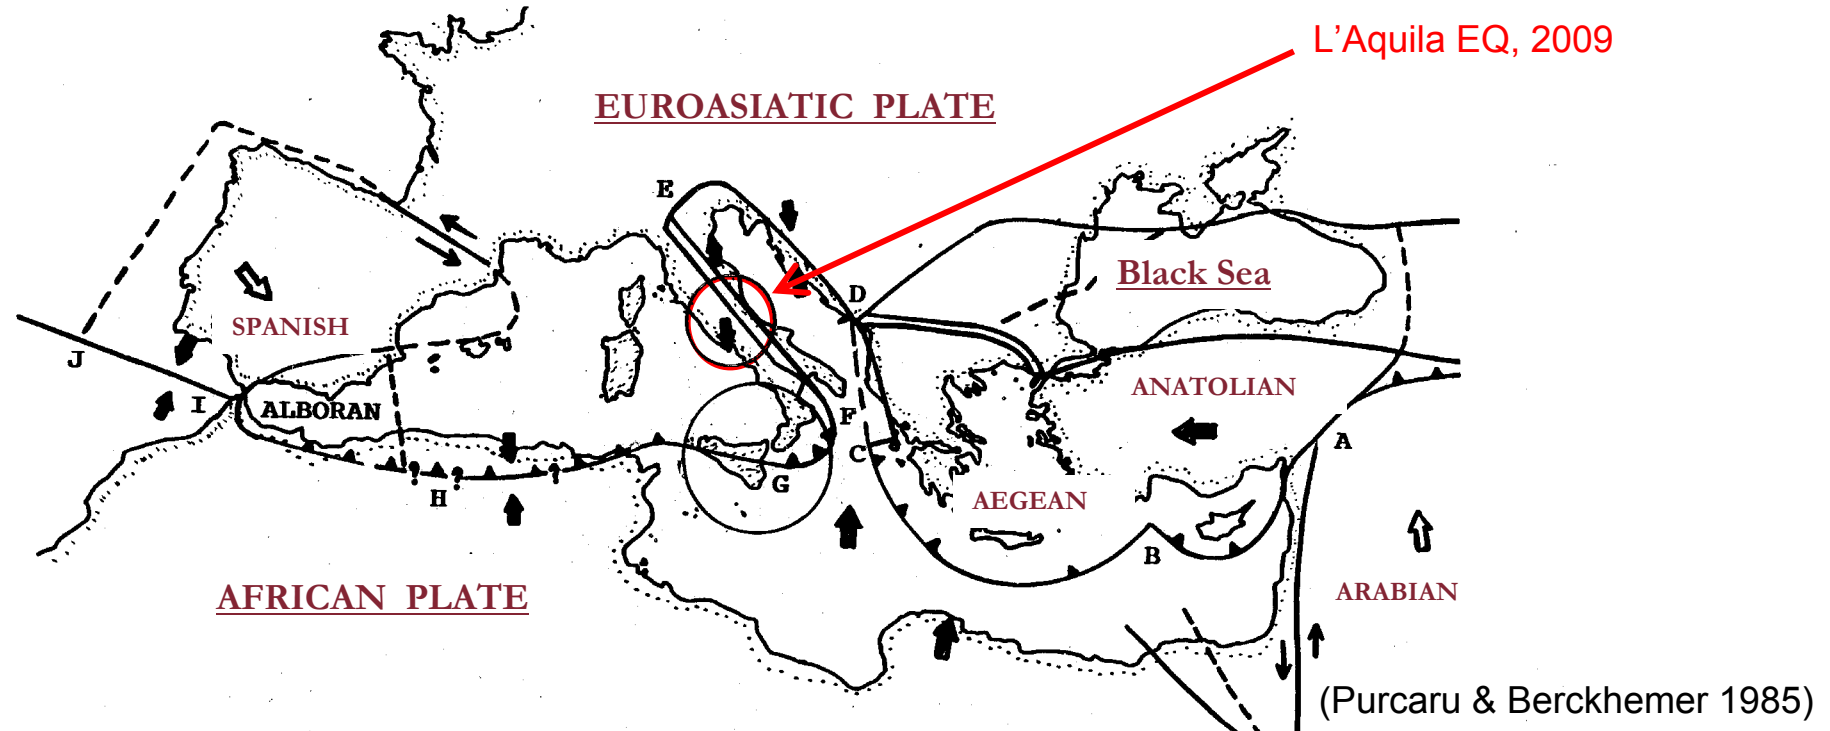 L'Aquila EQ, 2009
EUROASIATIC PLATE
E
Black Sea
D
SPANISH
J
ANATOLIAN
I
ALBORAN
F
A
C
G
H
? ? ?
AEGEAN
B
AFRICAN PLATE
ARABIAN
(Purcaru & Berckhemer 1985)